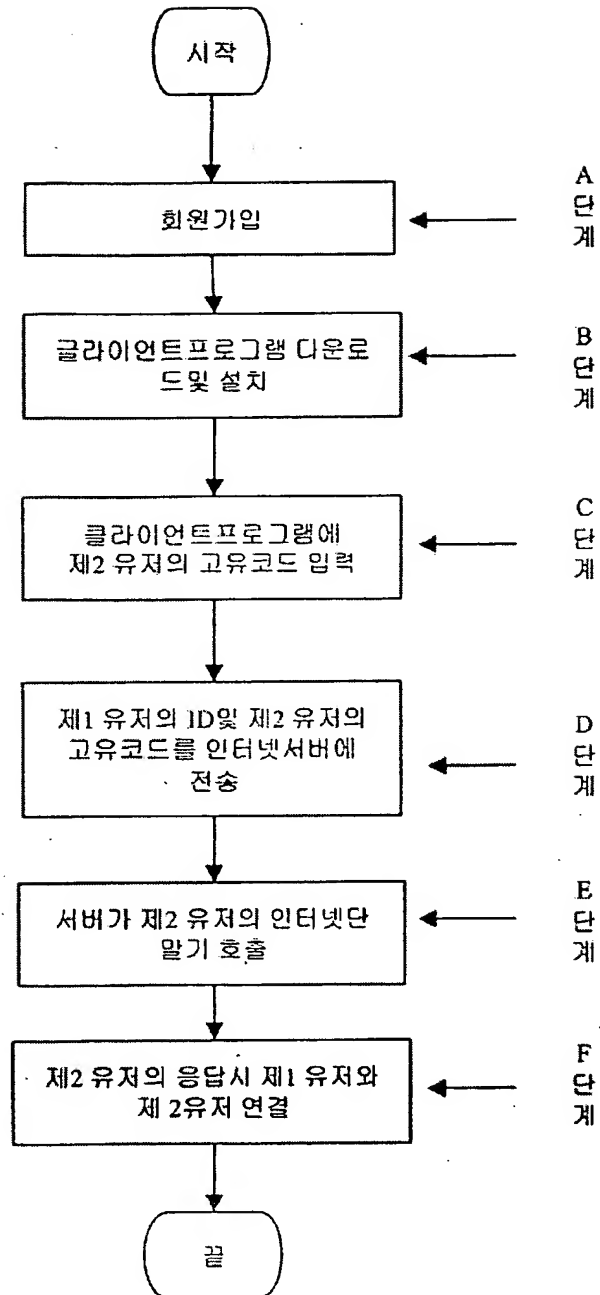 시작
회원가입
A
단
계
클라이언트프로그램 다운로
드및 설치
B
단
계
클라이언트프로그램에
제2 유저의 고유코드 입력
C
단
계
제1 유저의 ID및 제2 유저의
고유코드를 인터넷서버에
전송
D
단
계
서버가 제2 유저의 인터넷단
말기 호출
E
단
계
제2 유저의 응답시 제1 유저와
제 2유저 연결
F
단
계
끝